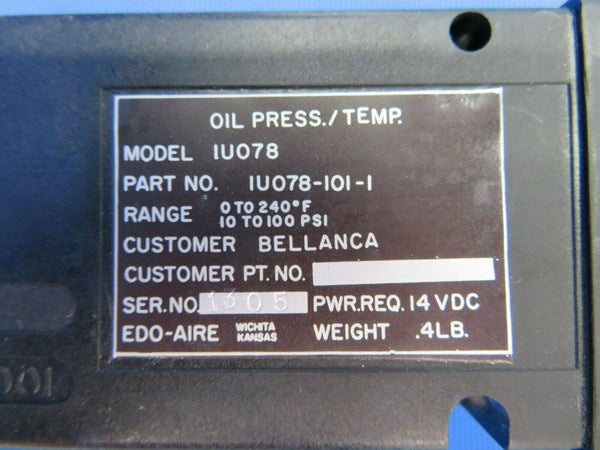 OIL PRESS./TEMP.
MODEL 1U078
PART NO. 1U078-101-1
RANGE 0 TO 240°F
10 TO 100 PSI
CUSTOMER BELLANCA
CUSTOMER PT. NO.
SER. NO. 1305 PWR. REQ. 14 VDC
EDO-AIRE WICHITA KANSAS WEIGHT .4LB.